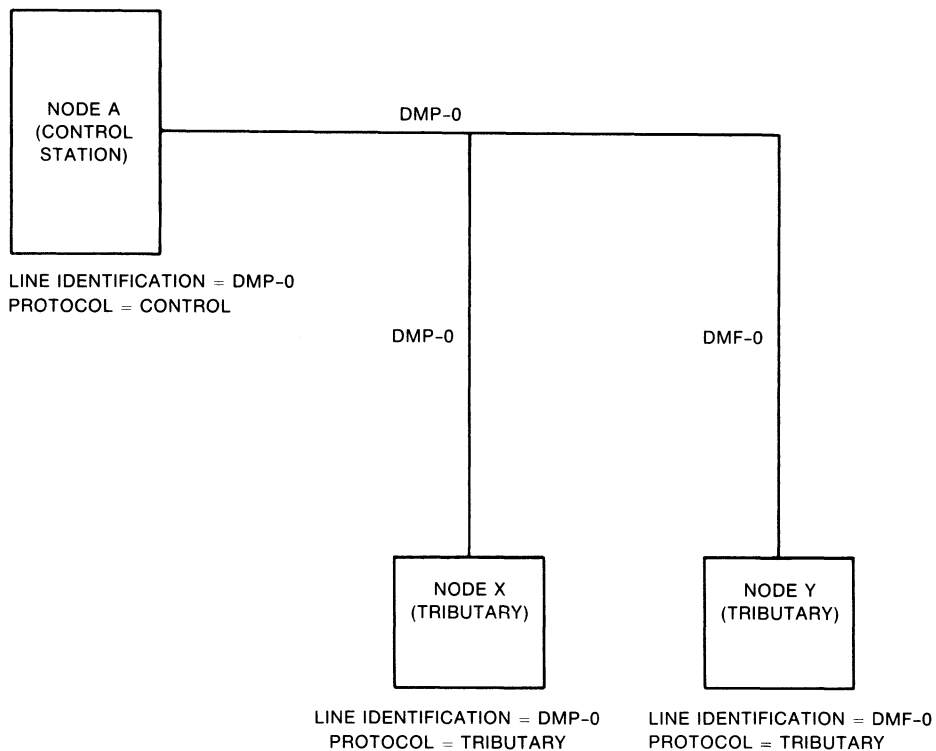 NODE A
(CONTROL
STATION)
DMP-0
LINE IDENTIFICATION = DMP-0
PROTOCOL = CONTROL
DMP-0
DMF-0
NODE X
(TRIBUTARY)
NODE Y
(TRIBUTARY)
LINE IDENTIFICATION = DMP-0
PROTOCOL = TRIBUTARY
LINE IDENTIFICATION = DMF-0
PROTOCOL = TRIBUTARY